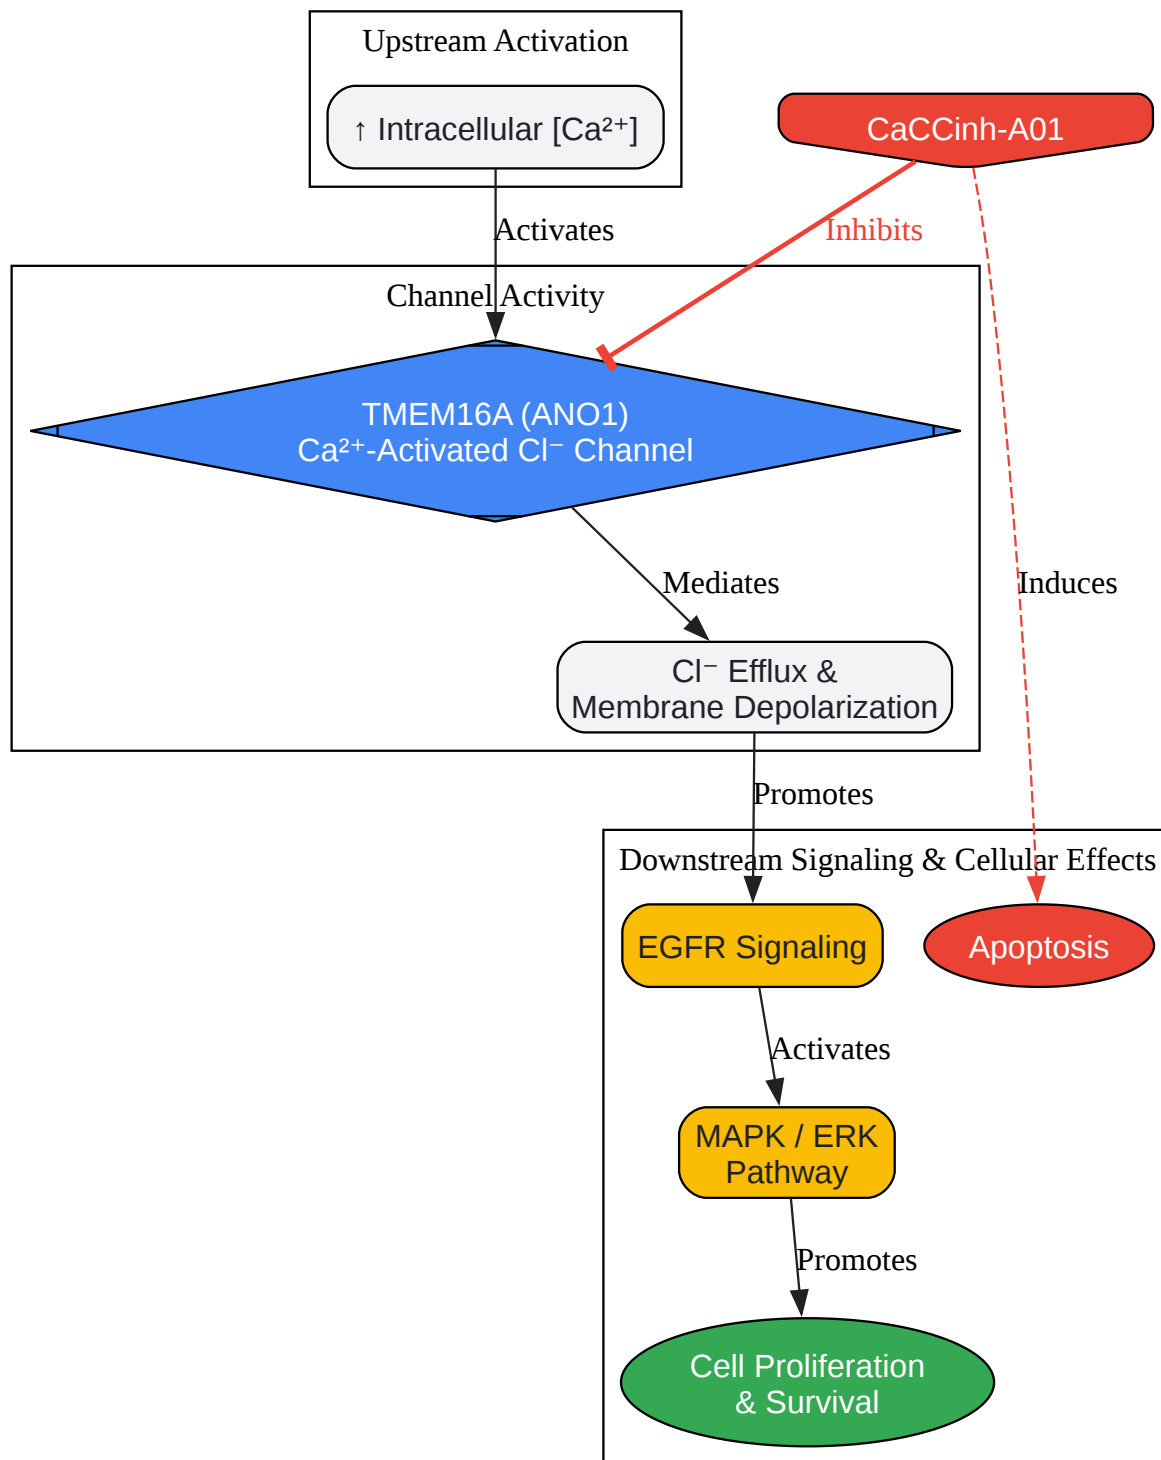 Upstream Activation
↑ Intracellular [Ca²⁺]
CaCCinh-A01
Activates
Inhibits
Channel Activity
TMEM16A (ANO1)
Ca²⁺-Activated Cl⁻ Channel
Mediates
Induces
Cl⁻ Efflux &
Membrane Depolarization
Promotes
Downstream Signaling & Cellular Effects
EGFR Signaling
Apoptosis
Activates
MAPK / ERK
Pathway
Promotes
Cell Proliferation
& Survival